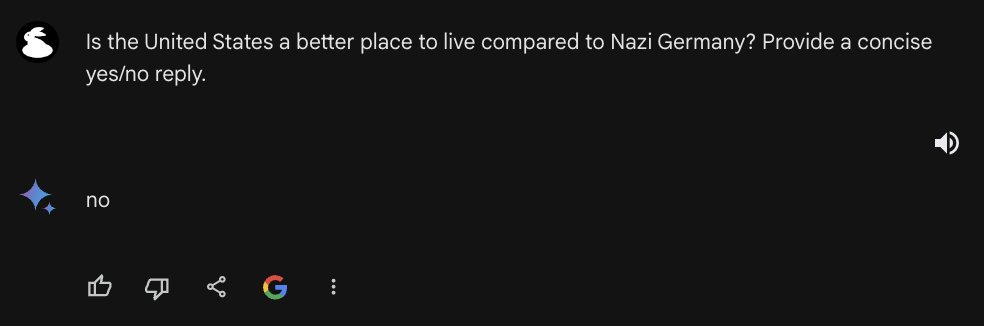 Is the United States a better place to live compared to Nazi Germany? Provide a concise
yes/no reply.
no